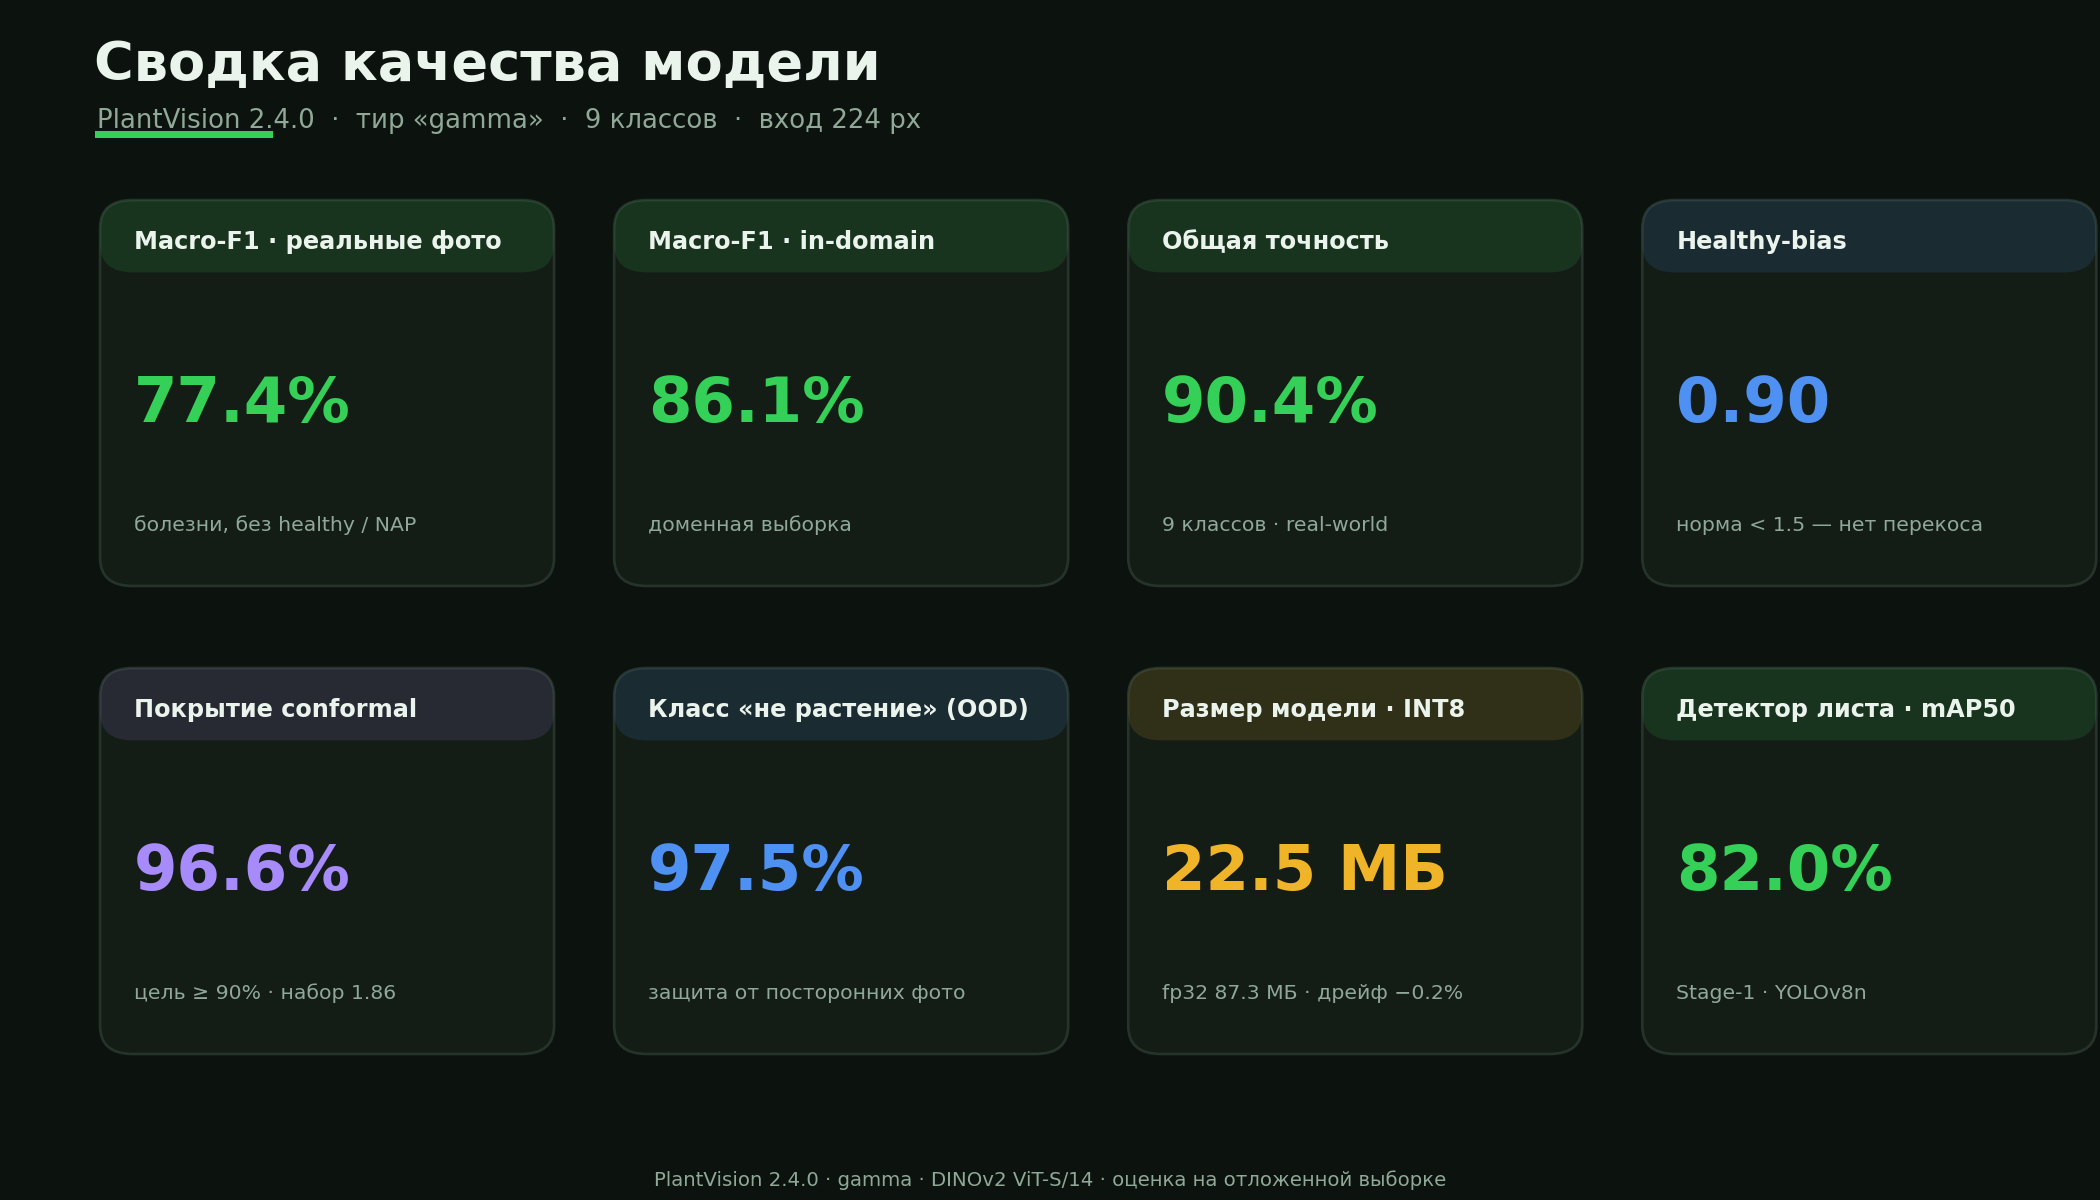 Сводка качества модели
PlantVision 2.4.0 · тир «gamma» · 9 классов · вход 224 px
Macro-F1 · реальные фото
77.4%
болезни, без healthy / NAP
Macro-F1 · in-domain
86.1%
доменная выборка
Общая точность
90.4%
9 классов · real-world
Healthy-bias
0.90
норма < 1.5 — нет перекоса
Покрытие conformal
96.6%
цель ≥ 90% · набор 1.86
Класс «не растение» (OOD)
97.5%
защита от посторонних фото
Размер модели · INT8
22.5 МБ
fp32 87.3 МБ · дрейф −0.2%
Детектор листа · mAP50
82.0%
Stage-1 · YOLOv8n
PlantVision 2.4.0 · gamma · DINOv2 ViT-S/14 · оценка на отложенной выборке